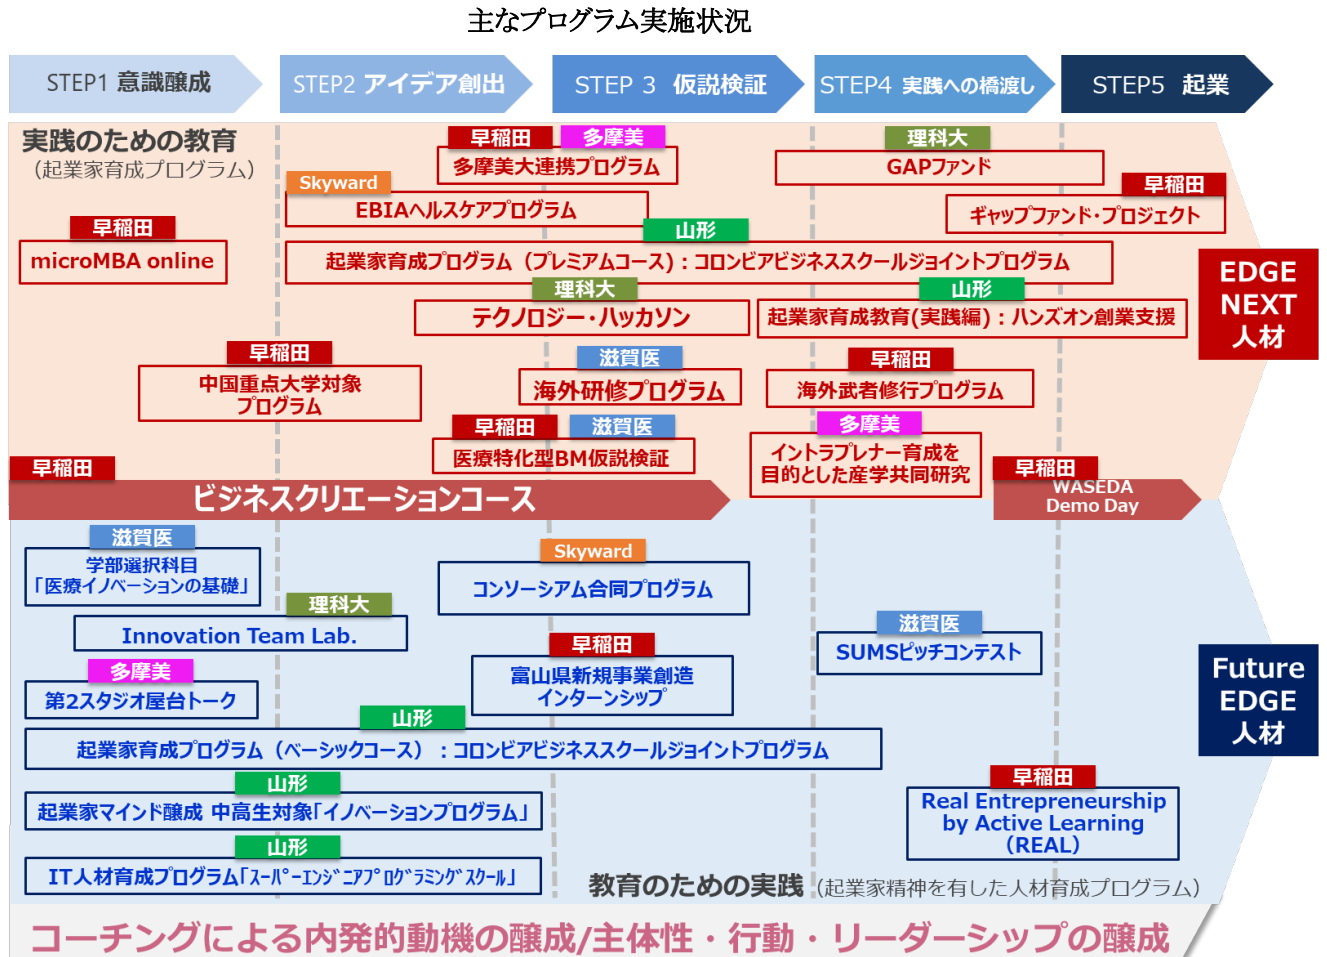 主なプログラム実施状況
STEP1 意識醸成
STEP2 アイデア創出
STEP 3 仮説検証
STEP4 実践への橋渡し
STEP5 起業
実践のための教育
（起業家育成プログラム）
早稲田
多摩美
多摩美大連携プログラム
理科大
GAPファンド
Skyward
EBIAヘルスケアプログラム
早稲田
ギャップファンド・プロジェクト
早稲田
microMBA online
山形
起業家育成プログラム（プレミアムコース）：コロンビアビジネススクールジョイントプログラム
理科大
テクノロジー・ハッカソン
山形
起業家育成教育(実践編)：ハンズオン創業支援
EDGE
NEXT
人材
早稲田
中国重点大学対象
プログラム
滋賀医
海外研修プログラム
早稲田
海外武者修行プログラム
早稲田
滋賀医
医療特化型BM仮説検証
多摩美
イントラプレナー育成を
目的とした産学共同研究
早稲田
ビジネスクリエーションコース
早稲田
WASEDA
Demo Day
滋賀医
学部選択科目
「医療イノベーションの基礎」
Skyward
コンソーシアム合同プログラム
理科大
Innovation Team Lab.
早稲田
富山県新規事業創造
インターンシップ
滋賀医
SUMSピッチコンテスト
多摩美
第2スタジオ屋台トーク
Future
EDGE
人材
山形
起業家育成プログラム（ベーシックコース）：コロンビアビジネススクールジョイントプログラム
山形
起業家マインド醸成 中高生対象「イノベーションプログラム」
早稲田
Real Entrepreneurship
by Active Learning
（REAL）
山形
IT人材育成プログラム「ｽｰﾊﾟｰｴﾝｼﾞﾆｱﾌﾟﾛｸﾞﾗﾐﾝｸﾞｽｸｰﾙ」
教育のための実践（起業家精神を有した人材育成プログラム）
コーチングによる内発的動機の醸成/主体性・行動・リーダーシップの醸成